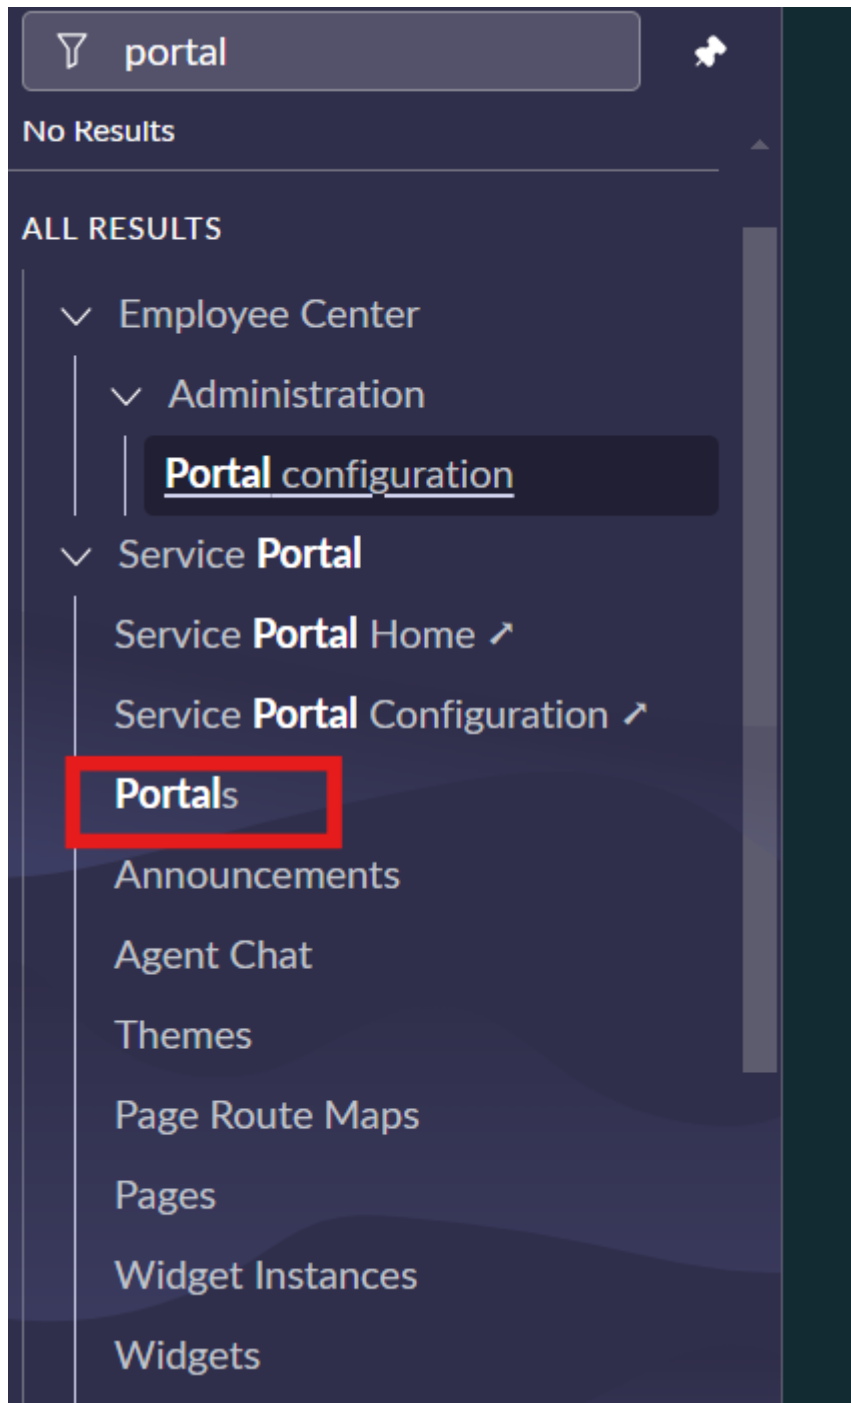 portal
No Results
ALL RESULTS
Employee Center
Administration
Portal configuration
Service Portal
Service Portal Home ➚
Service Portal Configuration ➚
Portals
Announcements
Agent Chat
Themes
Page Route Maps
Pages
Widget Instances
Widgets